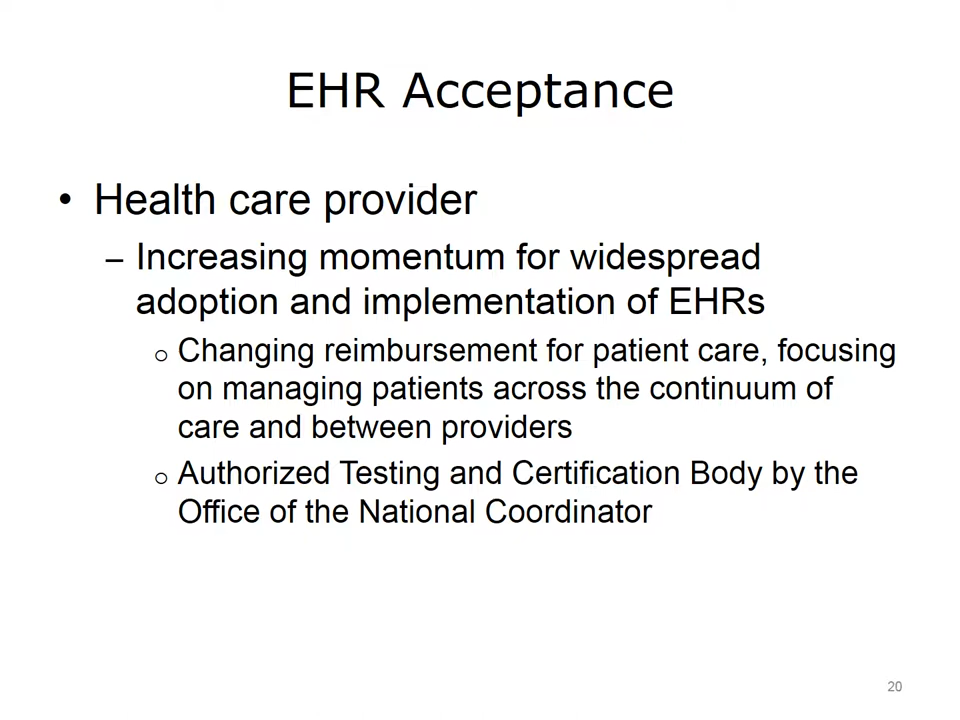 EHR Acceptance
• Health care provider
– Increasing momentum for widespread
adoption and implementation of EHRs
o Changing reimbursement for patient care, focusing
on managing patients across the continuum of
care and between providers
o Authorized Testing and Certification Body by the
Office of the National Coordinator
20